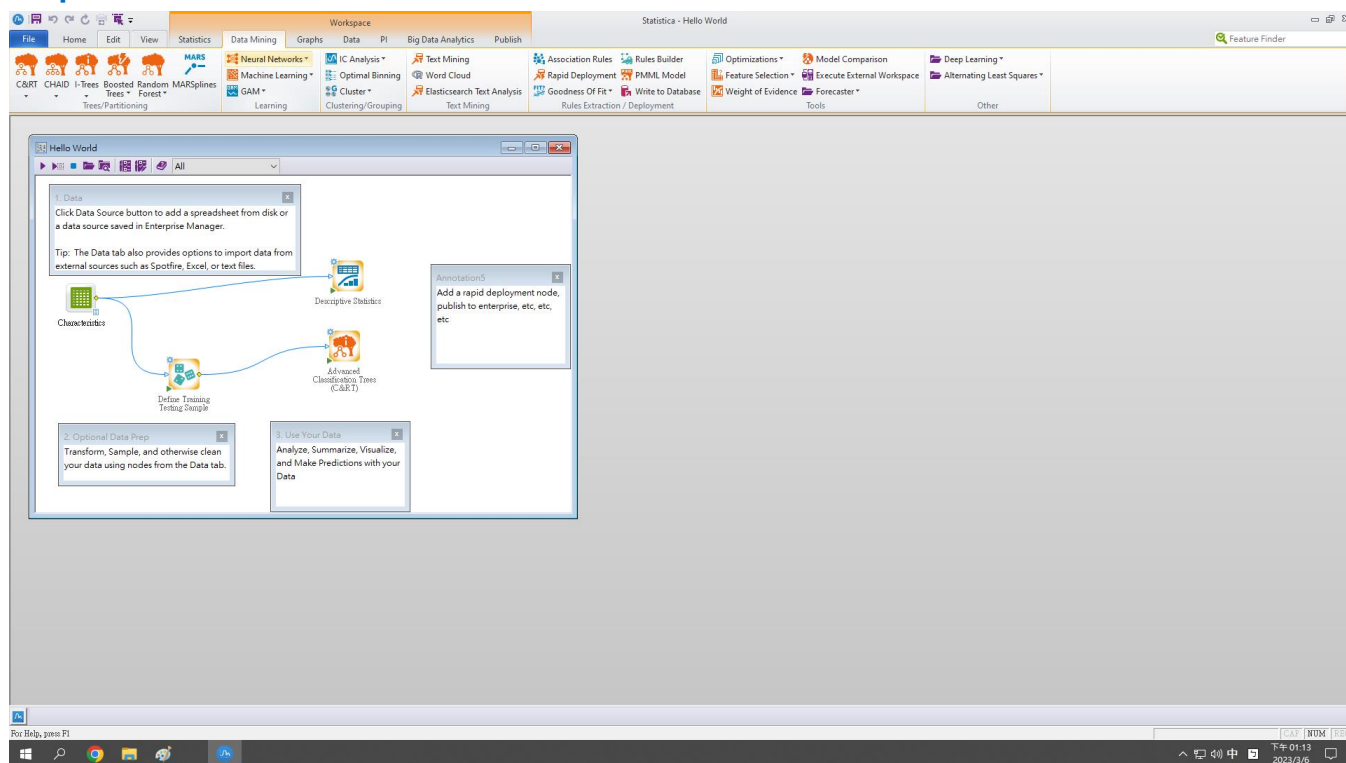 Workspace
Statistica - Hello World
File Home Edit View Statistics Data Mining Graphs Data PI Big Data Analytics Publish
Feature Finder
C&RT CHAID I-Trees Boosted Trees Random Forest MARSplines
MARS
Trees/Partitioning
Neural Networks
Machine Learning
GAM
Learning
IC Analysis
Optimal Binning
Cluster
Clustering/Grouping
Text Mining
Word Cloud
Elasticsearch Text Analysis
Text Mining
Association Rules Rules Builder
Rapid Deployment PMML Model
Goodness Of Fit Write to Database
Rules Extraction / Deployment
Optimizations Model Comparison
Feature Selection Execute External Workspace
Weight of Evidence Forecaster
Tools
Deep Learning
Alternating Least Squares
Other
Hello World
All
1. Data
Click Data Source button to add a spreadsheet from disk or
a data source saved in Enterprise Manager.
Tip: The Data tab also provides options to import data from
external sources such as Spotfire, Excel, or text files.
Characteristics
Descriptive Statistics
Annotation5
Add a rapid deployment node,
publish to enterprise, etc, etc,
etc
Advanced
Classification Trees
(C&RT)
Define Training
Testing Sample
2. Optional Data Prep
Transform, Sample, and otherwise clean
your data using nodes from the Data tab.
3. Use Your Data
Analyze, Summarize, Visualize,
and Make Predictions with your
Data
For Help, press F1
CAP NUM
中
下午 01:13
2023/3/6